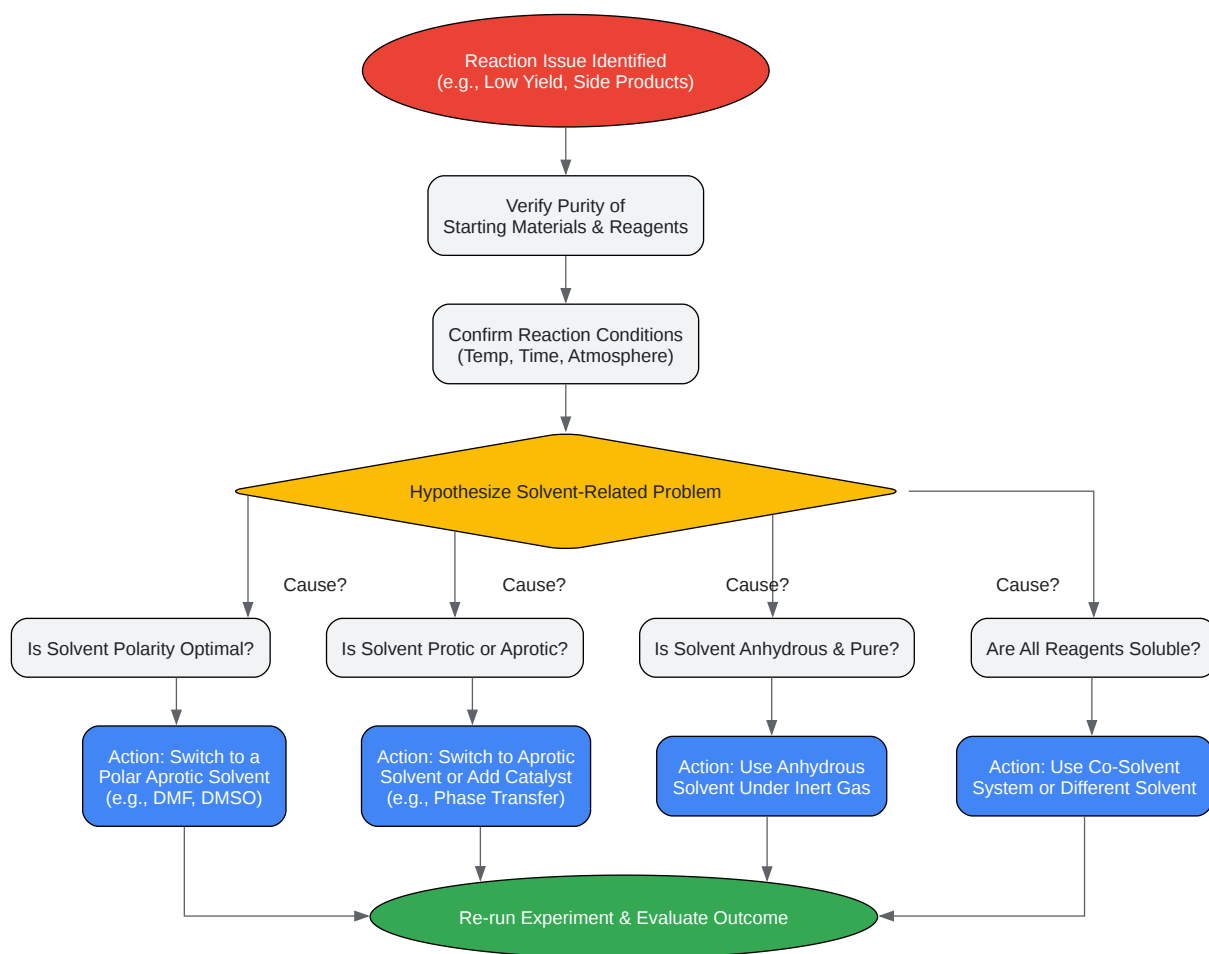 Reaction Issue Identified
(e.g., Low Yield, Side Products)
Verify Purity of
Starting Materials & Reagents
Confirm Reaction Conditions
(Temp, Time, Atmosphere)
Hypothesize Solvent-Related Problem
Cause?
Cause?
Cause?
Cause?
Is Solvent Polarity Optimal?
Is Solvent Protic or Aprotic?
Is Solvent Anhydrous & Pure?
Are All Reagents Soluble?
Action: Switch to a
Polar Aprotic Solvent
(e.g., DMF, DMSO)
Action: Switch to Aprotic
Solvent or Add Catalyst
(e.g., Phase Transfer)
Action: Use Anhydrous
Solvent Under Inert Gas
Action: Use Co-Solvent
System or Different Solvent
Re-run Experiment & Evaluate Outcome